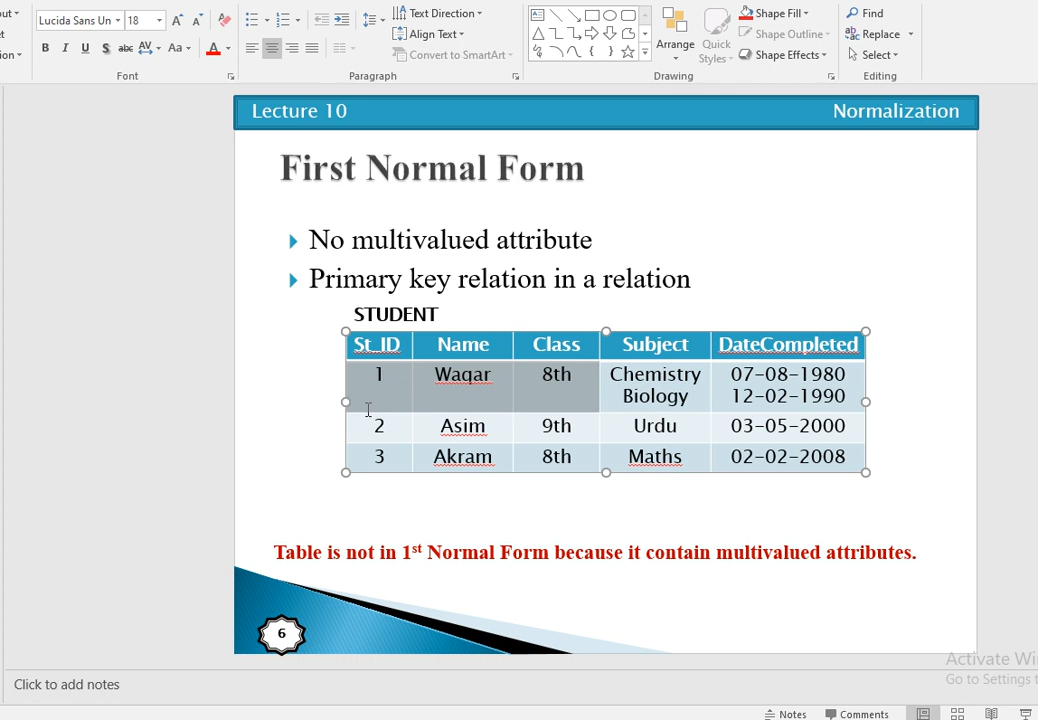 out
Lucida Sans Un
18
Text Direction
Align Text
Convert to SmartArt
B I U S abc AV Aa A
Font
Paragraph
Arrange
Quick
Styles
Shape Fill
Shape Outline
Shape Effects
Drawing
Find
Replace
Select
Editing
Lecture 10
Normalization
First Normal Form
No multivalued attribute
Primary key relation in a relation
STUDENT
St_ID Name Class Subject DateCompleted
1 Waqar 8th Chemistry 07-08-1980
Biology 12-02-1990
2 Asim 9th Urdu 03-05-2000
3 Akram 8th Maths 02-02-2008
Table is not in 1st Normal Form because it contain multivalued attributes.
6
Activate Wi
Go to Settings t
Click to add notes
Notes
Comments